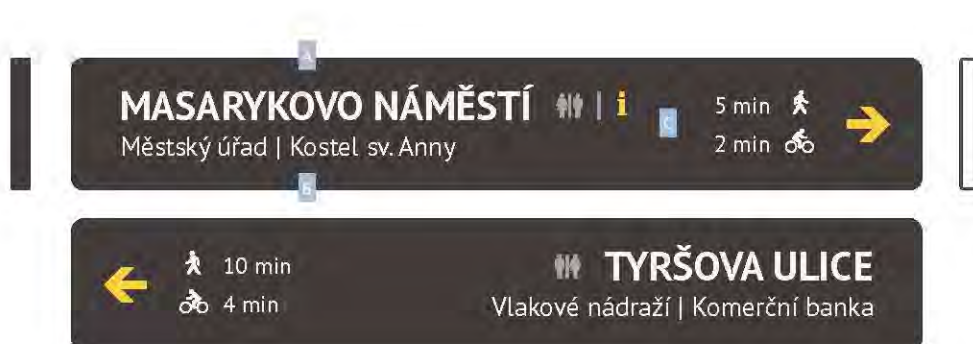 A
MASARYKOVO NÁMĚSTÍ | i
Městský úřad | Kostel sv. Anny
C
5 min
2 min
B
10 min
4 min
TYRŠOVA ULICE
Vlakové nádraží | Komerční banka